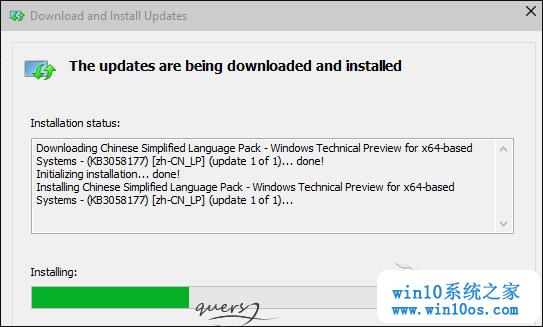 Download and Install Updates
The updates are being downloaded and installed
Installation status:
Downloading Chinese Simplified Language Pack - Windows Technical Preview for x64-based
Systems - (KB3058177) [zh-CN_LP] (update 1 of 1)... done!
Initializing installation... done!
Installing Chinese Simplified Language Pack - Windows Technical Preview for x64-based
Systems - (KB3058177) [zh-CN_LP] (update 1 of 1)...
Installing:
win10系统之家
www.win10os.com